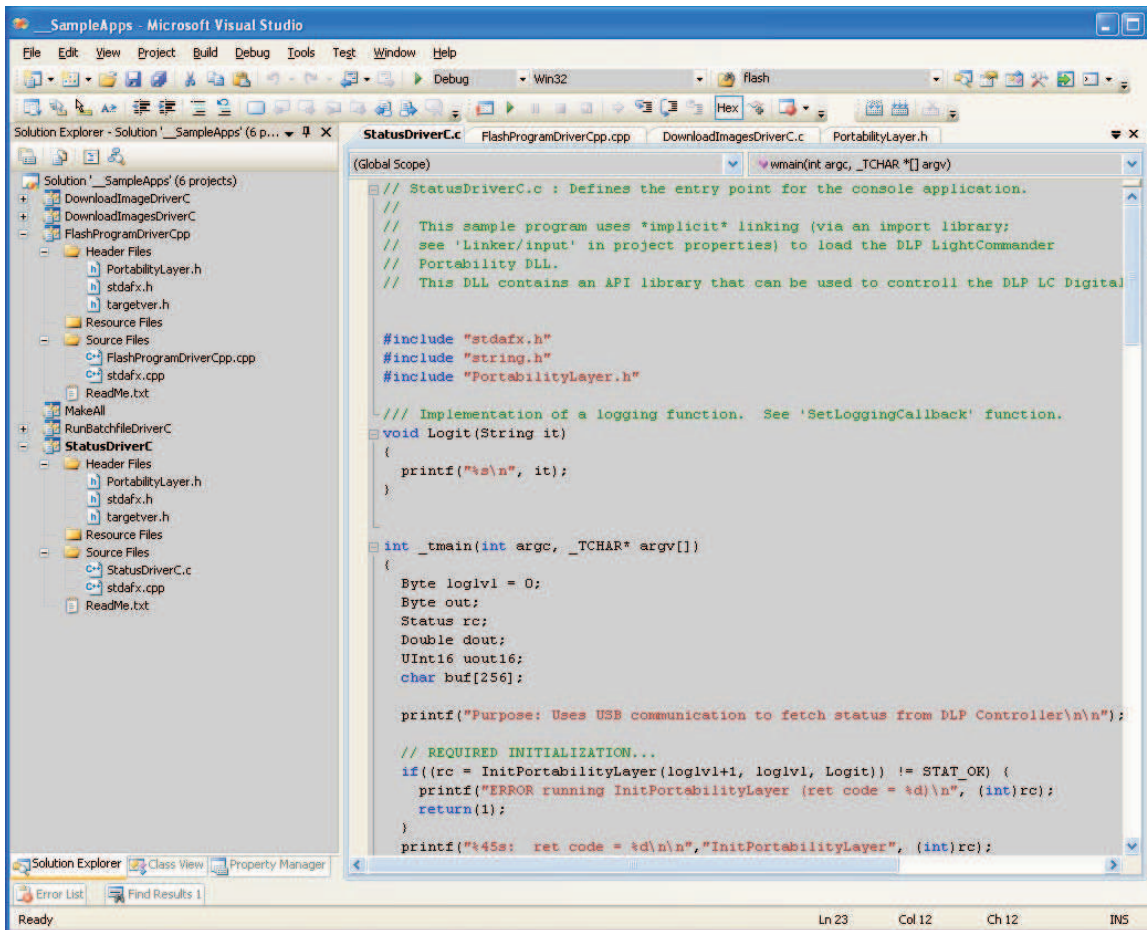 __SampleApps - Microsoft Visual Studio
File Edit View Project Build Debug Tools Test Window Help
Debug Win32 flash
Hex
Solution Explorer - Solution '__SampleApps' (6 p...
Solution '__SampleApps' (6 projects)
DownloadImageDriverC
DownloadImagesDriverC
FlashProgramDriverCpp
Header Files
PortabilityLayer.h
stdafx.h
targetver.h
Resource Files
Source Files
FlashProgramDriverCpp.cpp
stdafx.cpp
ReadMe.txt
MakeAll
RunBatchfileDriverC
StatusDriverC
Header Files
PortabilityLayer.h
stdafx.h
targetver.h
Resource Files
Source Files
StatusDriverC.c
stdafx.cpp
ReadMe.txt
Solution Explorer Class View Property Manager
StatusDriverC.c FlashProgramDriverCpp.cpp DownloadImagesDriverC.c PortabilityLayer.h
(Global Scope) wmain(int argc, _TCHAR *[] argv)
// StatusDriverC.c : Defines the entry point for the console application.
//
// This sample program uses *implicit* linking (via an import library;
// see 'Linker/input' in project properties) to load the DLP LightCommander
// Portability DLL.
// This DLL contains an API library that can be used to controll the DLP LC Digital
#include "stdafx.h"
#include "string.h"
#include "PortabilityLayer.h"
/// Implementation of a logging function. See 'SetLoggingCallback' function.
void Logit(String it)
{
printf("%s\n", it);
}
int _tmain(int argc, _TCHAR* argv[])
{
Byte loglvl = 0;
Byte out;
Status rc;
Double dout;
UInt16 uout16;
char buf[256];
printf("Purpose: Uses USB communication to fetch status from DLP Controller\n\n");
// REQUIRED INITIALIZATION...
if((rc = InitPortabilityLayer(loglvl+1, loglvl, Logit)) != STAT_OK) {
printf("ERROR running InitPortabilityLayer (ret code = %d)\n", (int)rc);
return(1);
}
printf("%45s: ret code = %d\n\n","InitPortabilityLayer", (int)rc);
Error List Find Results 1
Ready Ln 23 Col 12 Ch 12 INS